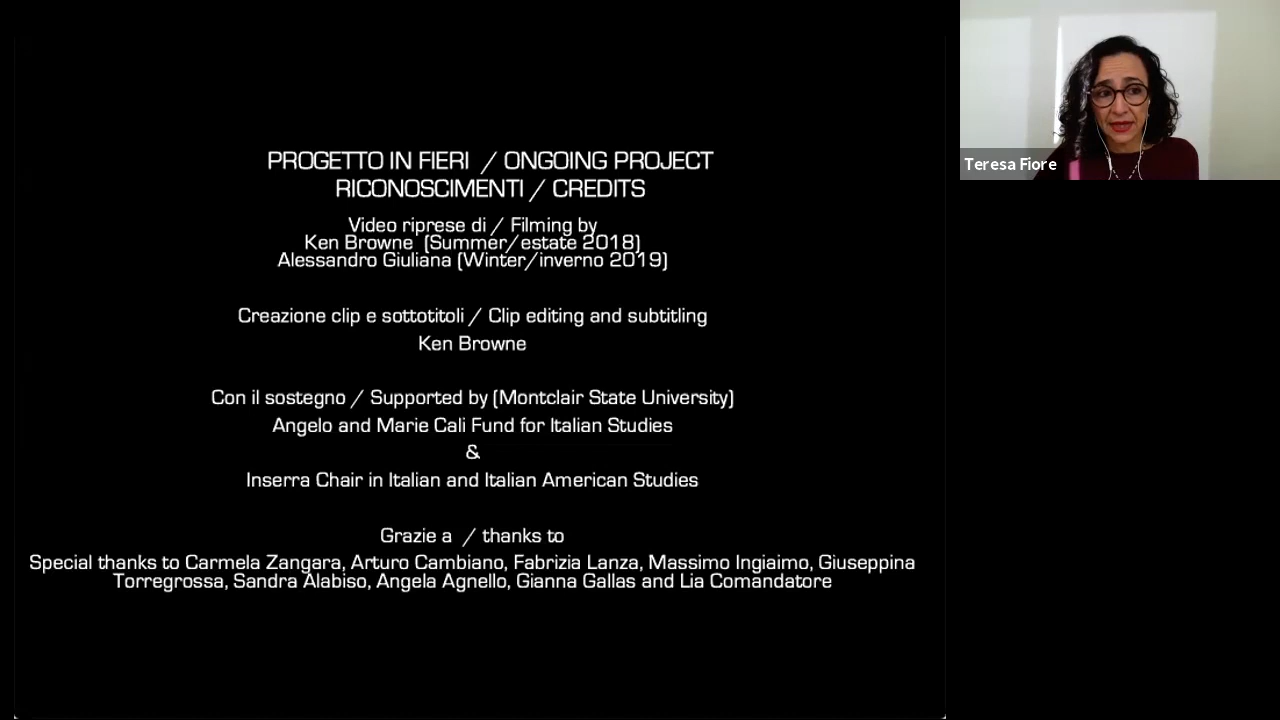 PROGETTO IN FIERI / ONGOING PROJECT
RICONOSCIMENTI / CREDITS
Video riprese di / Filming by
Ken Browne (Summer/estate 2018)
Alessandro Giuliana (Winter/inverno 2019)
Creazione clip e sottotitoli / Clip editing and subtitling
Ken Browne
Con il sostegno / Supported by (Montclair State University)
Angelo and Marie Cali Fund for Italian Studies
&
Inserra Chair in Italian and Italian American Studies
Grazie a / thanks to
Special thanks to Carmela Zangara, Arturo Cambiano, Fabrizia Lanza, Massimo Ingiaimo, Giuseppina
Torregrossa, Sandra Alabiso, Angela Agnello, Gianna Gallas and Lia Comandatore
Teresa Fiore